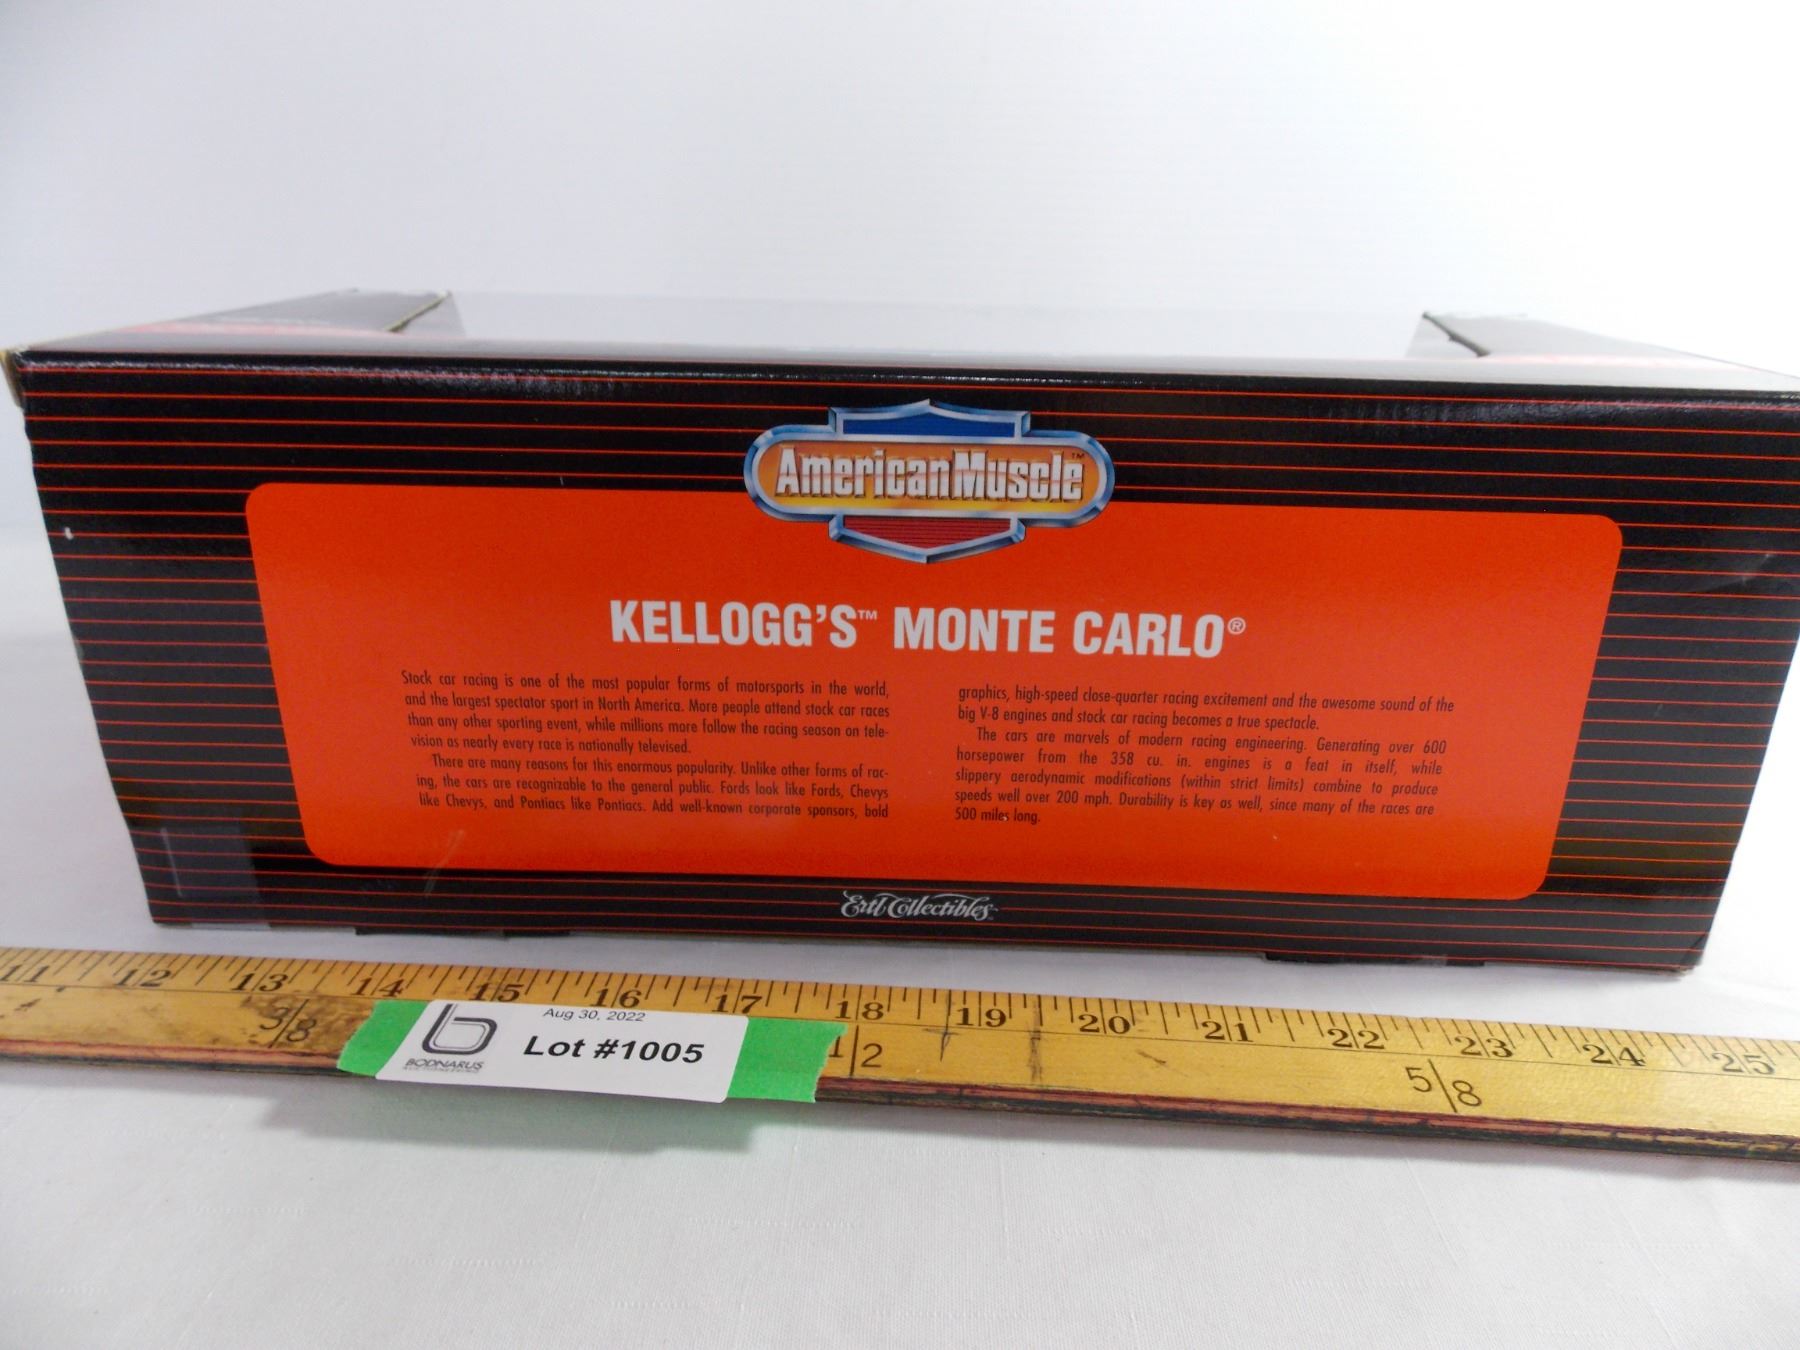 AmericanMuscle™
KELLOGG'S™ MONTE CARLO®
Stock car racing is one of the most popular forms of motorsports in the world,
and the largest spectator sport in North America. More people attend stock car races
than any other sporting event, while millions more follow the racing season on tele-
vision as nearly every race is nationally televised.
There are many reasons for this enormous popularity. Unlike other forms of rac-
ing, the cars are recognizable to the general public. Fords look like Fords, Chevys
like Chevys, and Pontiacs like Pontiacs. Add well-known corporate sponsors, bold
graphics, high-speed close-quarter racing excitement and the awesome sound of the
big V-8 engines and stock car racing becomes a true spectacle.
The cars are marvels of modern racing engineering. Generating over 600
horsepower from the 358 cu. in. engines is a feat in itself, while
slippery aerodynamic modifications (within strict limits) combine to produce
speeds well over 200 mph. Durability is key as well, since many of the races are
500 miles long.
Ertl Collectibles
11 12 13 14 15 16 17 18 19 20 21 22 23 24 25
3/8
1/2
5/8
Aug 30, 2022
Lot #1005
BODNARUS